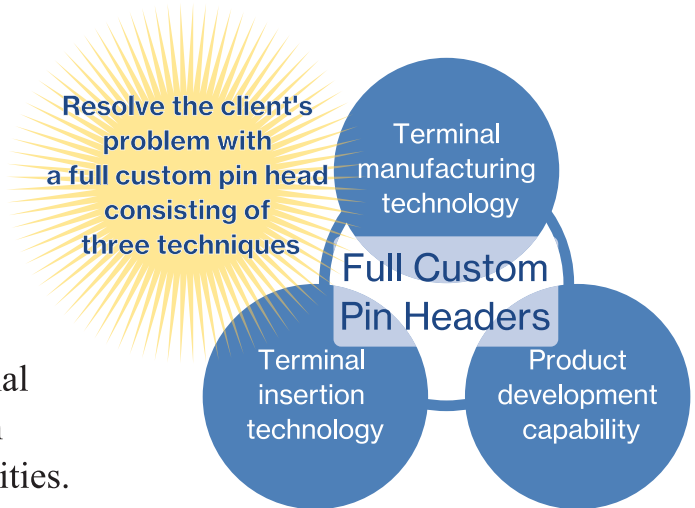 Resolve the client's
problem with
a full custom pin head
consisting of
three techniques
Terminal
manufacturing
technology
Full Custom
Pin Headers
Terminal
insertion
technology
Product
development
capability